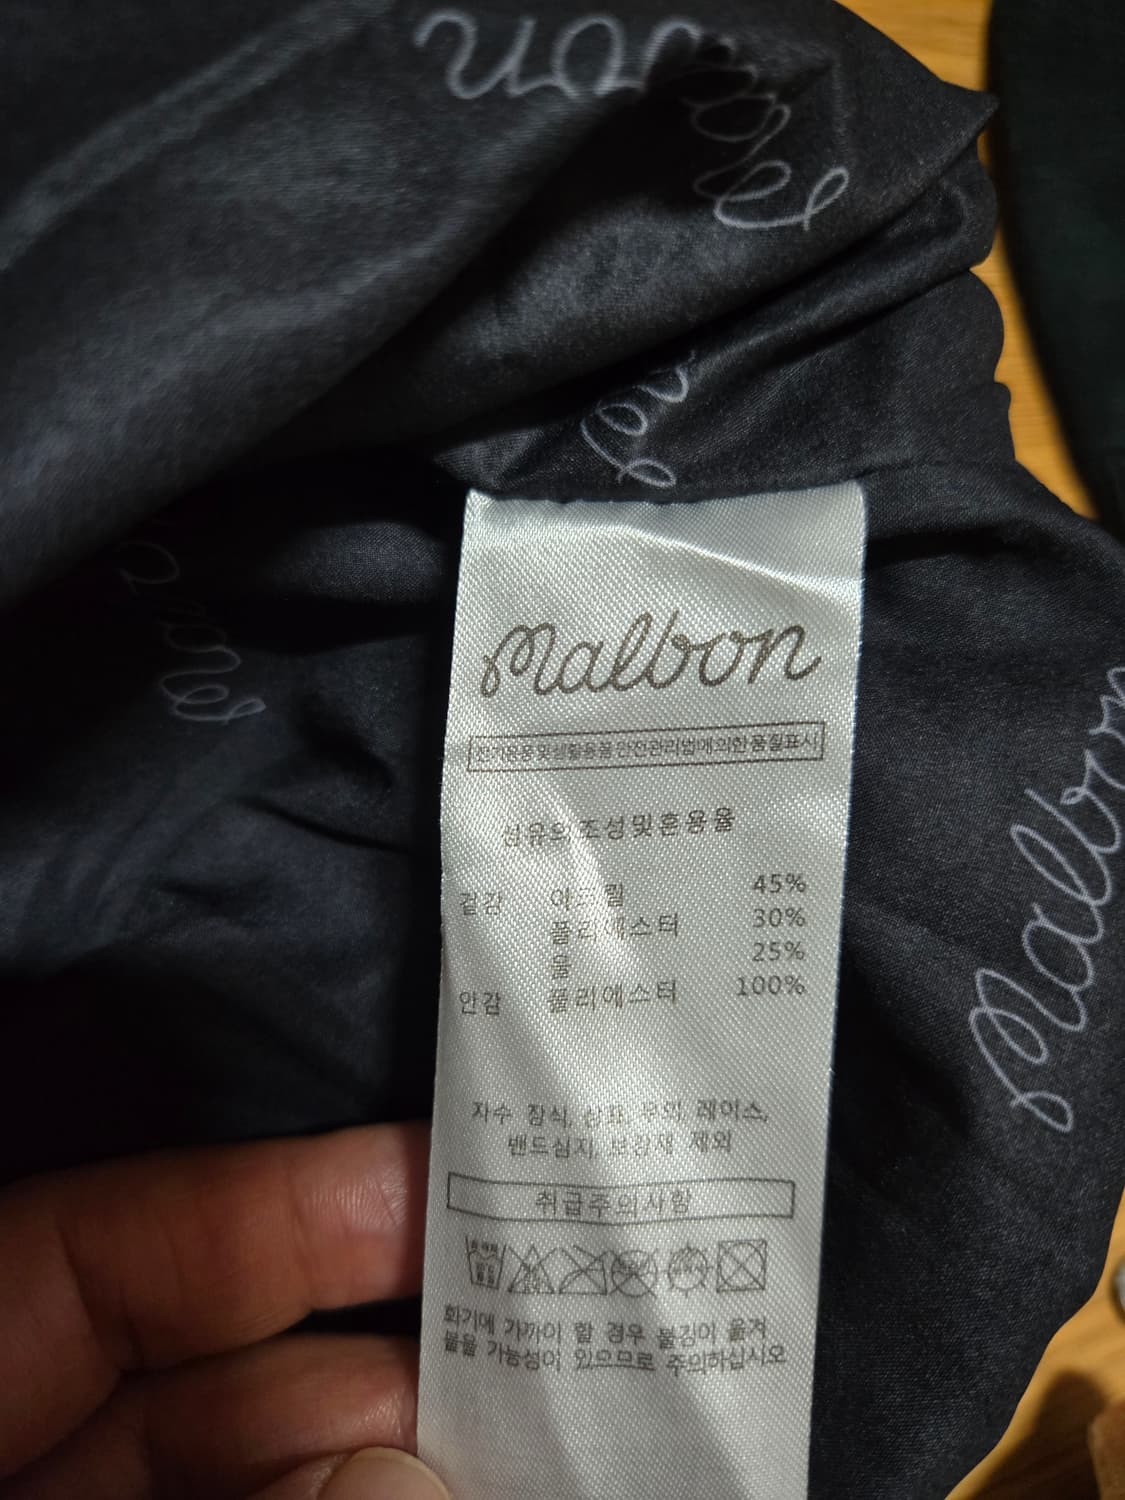 Malbon
Malbon
전기용품및생활용품 안전관리법에의한 품질표시
섬유의 조성및혼용율
겉감 아크릴 45%
폴리에스터 30%
울 25%
안감 폴리에스터 100%
자수 장식, 상표, 무늬, 레이스,
밴드심지, 보강재 제외
취급주의사항
화기에 가까이 할 경우 불길이 옮겨
붙을 가능성이 있으므로 주의하십시오